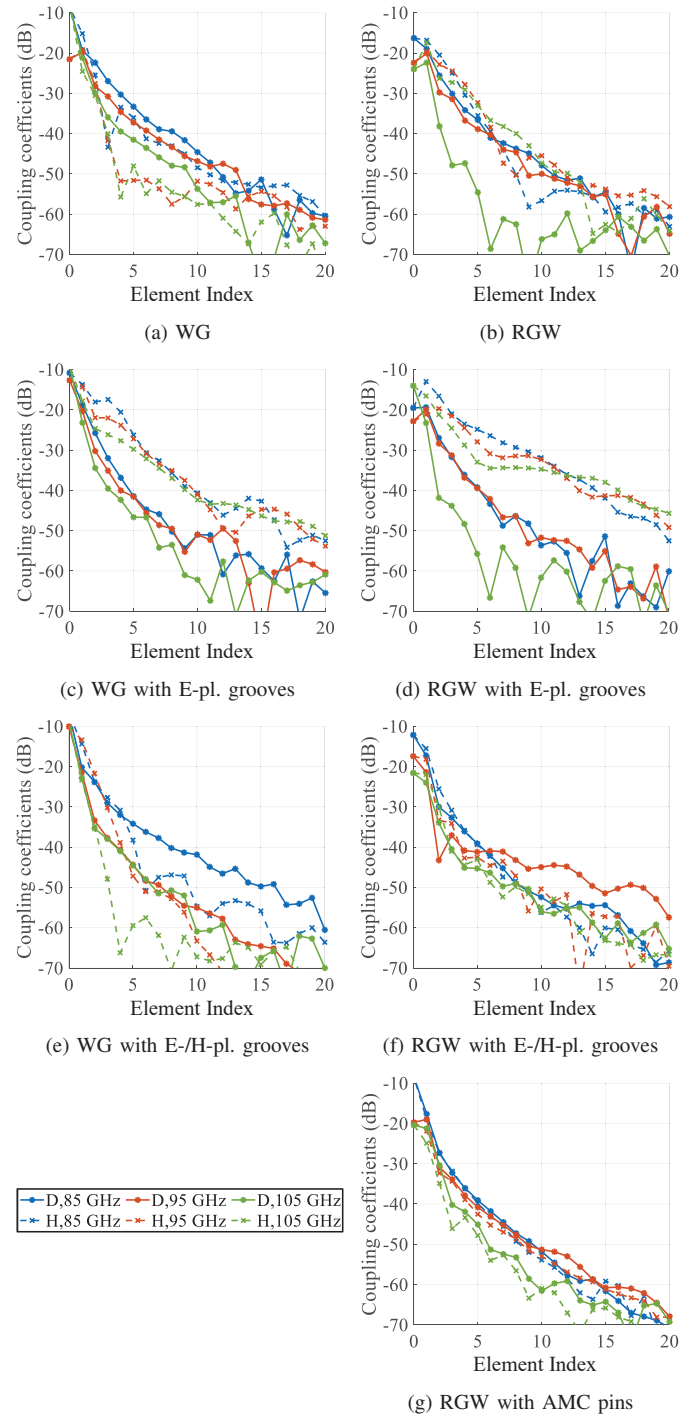 Coupling coefficients (dB)
-10
-20
-30
-40
-50
-60
-70
0 5 10 15 20
Element Index
(a) WG
Coupling coefficients (dB)
-10
-20
-30
-40
-50
-60
-70
0 5 10 15 20
Element Index
(b) RGW
Coupling coefficients (dB)
-10
-20
-30
-40
-50
-60
-70
0 5 10 15 20
Element Index
(c) WG with E-pl. grooves
Coupling coefficients (dB)
-10
-20
-30
-40
-50
-60
-70
0 5 10 15 20
Element Index
(d) RGW with E-pl. grooves
Coupling coefficients (dB)
-10
-20
-30
-40
-50
-60
-70
0 5 10 15 20
Element Index
(e) WG with E-/H-pl. grooves
Coupling coefficients (dB)
-10
-20
-30
-40
-50
-60
-70
0 5 10 15 20
Element Index
(f) RGW with E-/H-pl. grooves
D,85 GHz D,95 GHz D,105 GHz
H,85 GHz H,95 GHz H,105 GHz
Coupling coefficients (dB)
-10
-20
-30
-40
-50
-60
-70
0 5 10 15 20
Element Index
(g) RGW with AMC pins